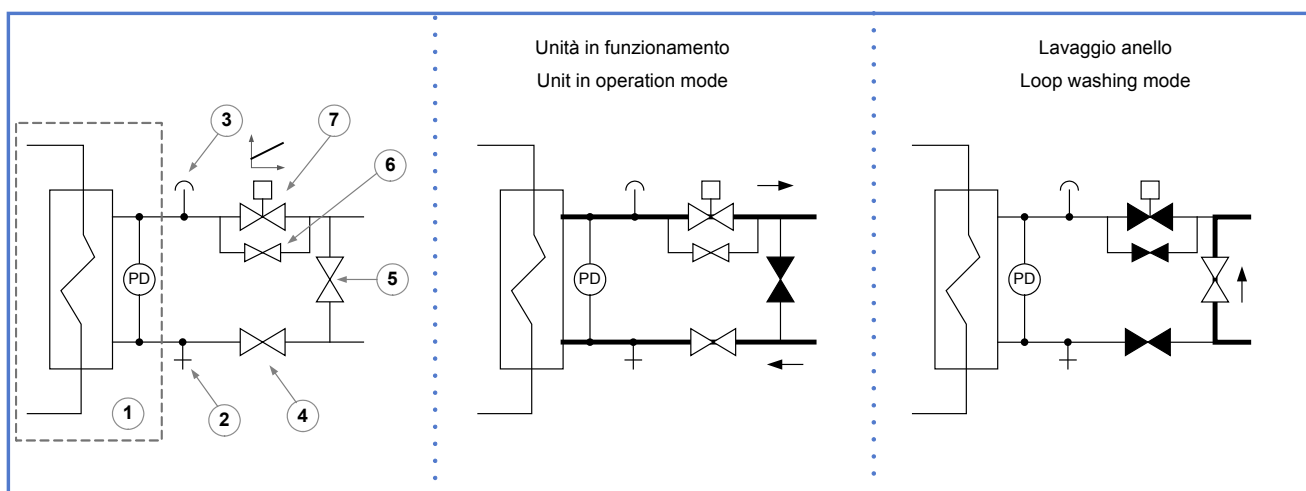 3
7
6
PD
5
1
2
4
Unità in funzionamento
Unit in operation mode
PD
Lavaggio anello
Loop washing mode
PD